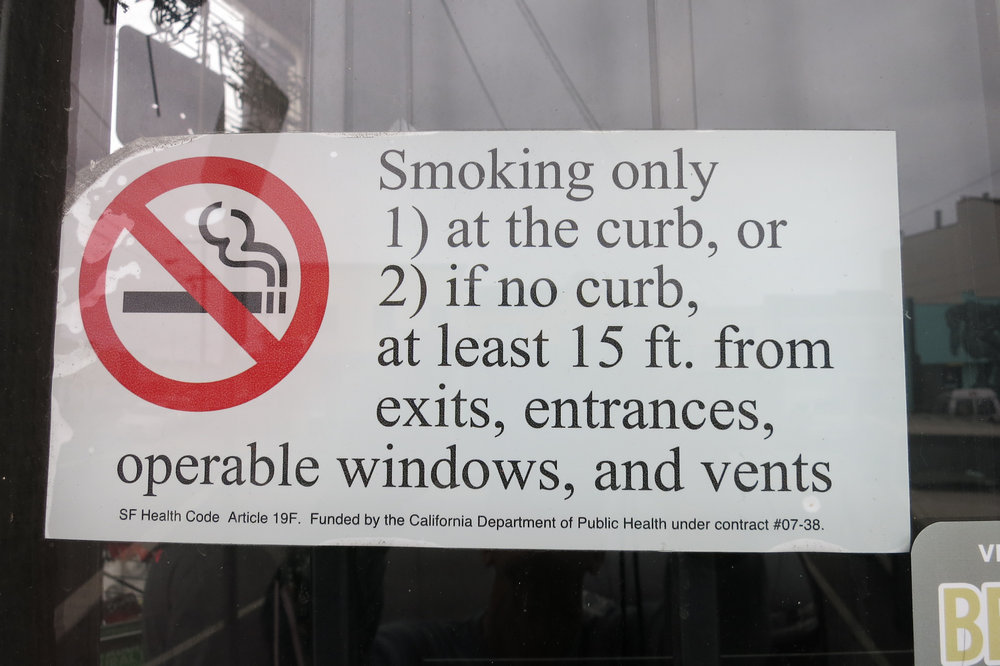 Smoking only
1) at the curb, or
2) if no curb,
at least 15 ft. from
exits, entrances,
operable windows, and vents
SF Health Code Article 19F. Funded by the California Department of Public Health under contract #07-38.